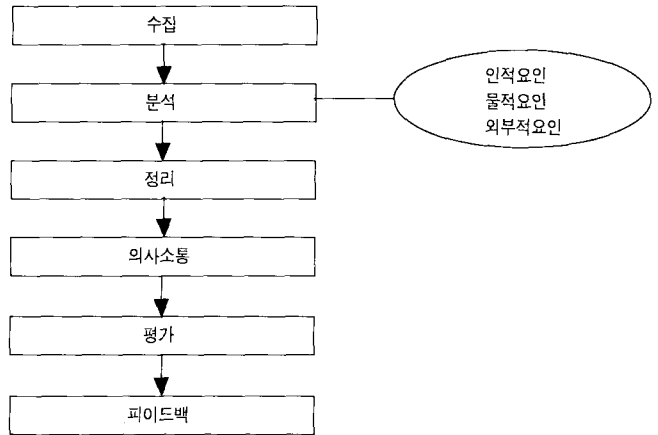 수집
분석
인적요인
물적요인
외부적요인
정리
의사소통
평가
피이드백